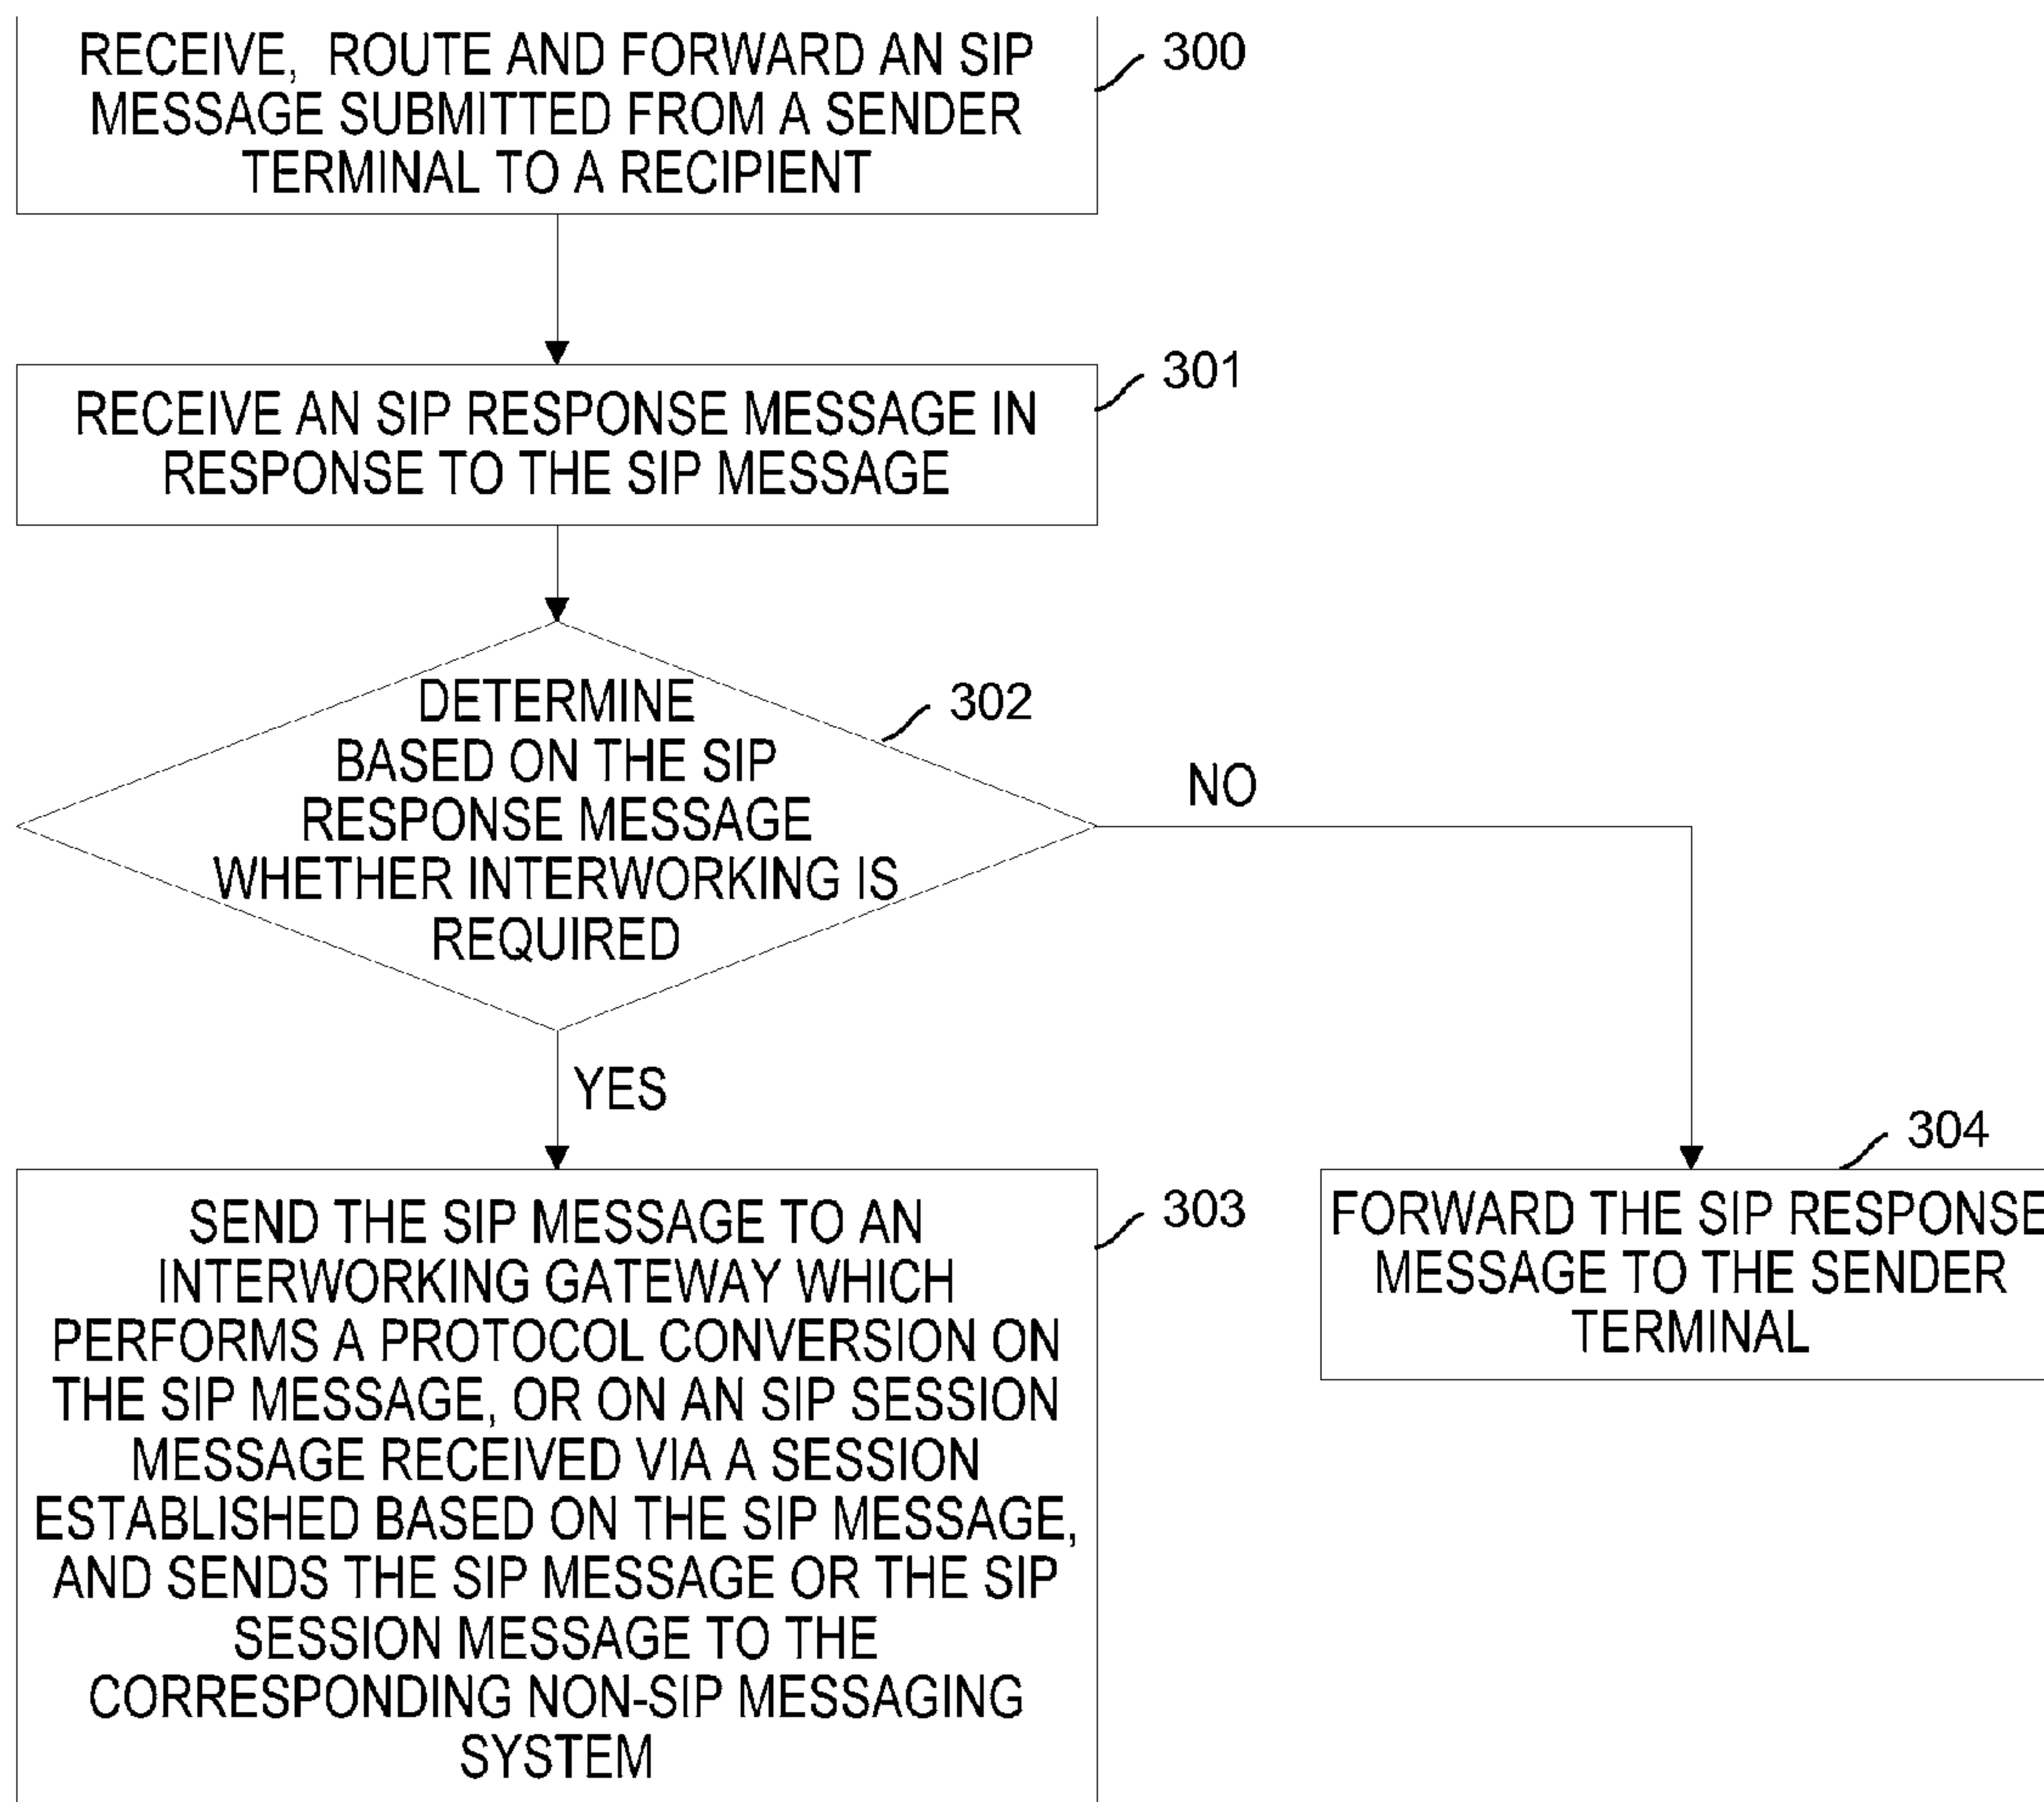 RECEIVE, ROUTE AND FORWARD AN SIP
MESSAGE SUBMITTED FROM A SENDER
TERMINAL TO A RECIPIENT
300
RECEIVE AN SIP RESPONSE MESSAGE IN
RESPONSE TO THE SIP MESSAGE
301
DETERMINE
BASED ON THE SIP
RESPONSE MESSAGE
WHETHER INTERWORKING IS
REQUIRED
302
NO
YES
SEND THE SIP MESSAGE TO AN
INTERWORKING GATEWAY WHICH
PERFORMS A PROTOCOL CONVERSION ON
THE SIP MESSAGE, OR ON AN SIP SESSION
MESSAGE RECEIVED VIA A SESSION
ESTABLISHED BASED ON THE SIP MESSAGE,
AND SENDS THE SIP MESSAGE OR THE SIP
SESSION MESSAGE TO THE
CORRESPONDING NON-SIP MESSAGING
SYSTEM
303
FORWARD THE SIP RESPONSE
MESSAGE TO THE SENDER
TERMINAL
304